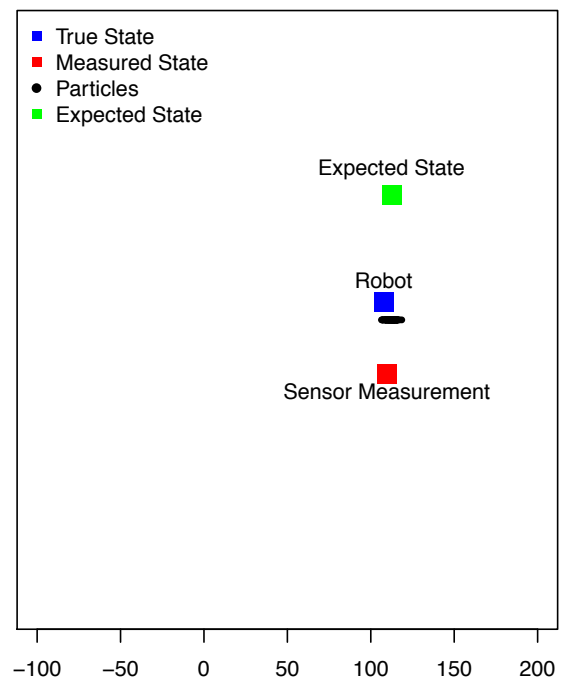 True State
Measured State
Particles
Expected State
Expected State
Robot
Sensor Measurement
−100 −50 0 50 100 150 200